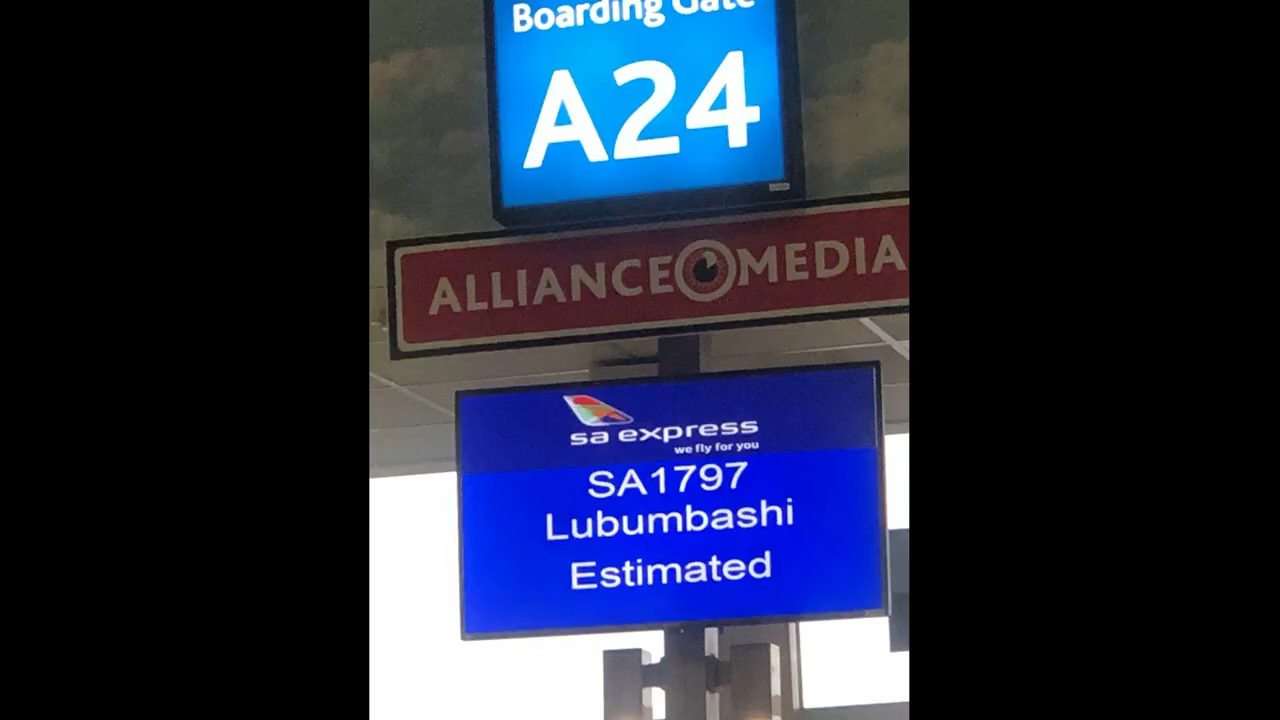 Boarding Gate
A24
ALLIANCE MEDIA
sa express
we fly for you
SA1797
Lubumbashi
Estimated